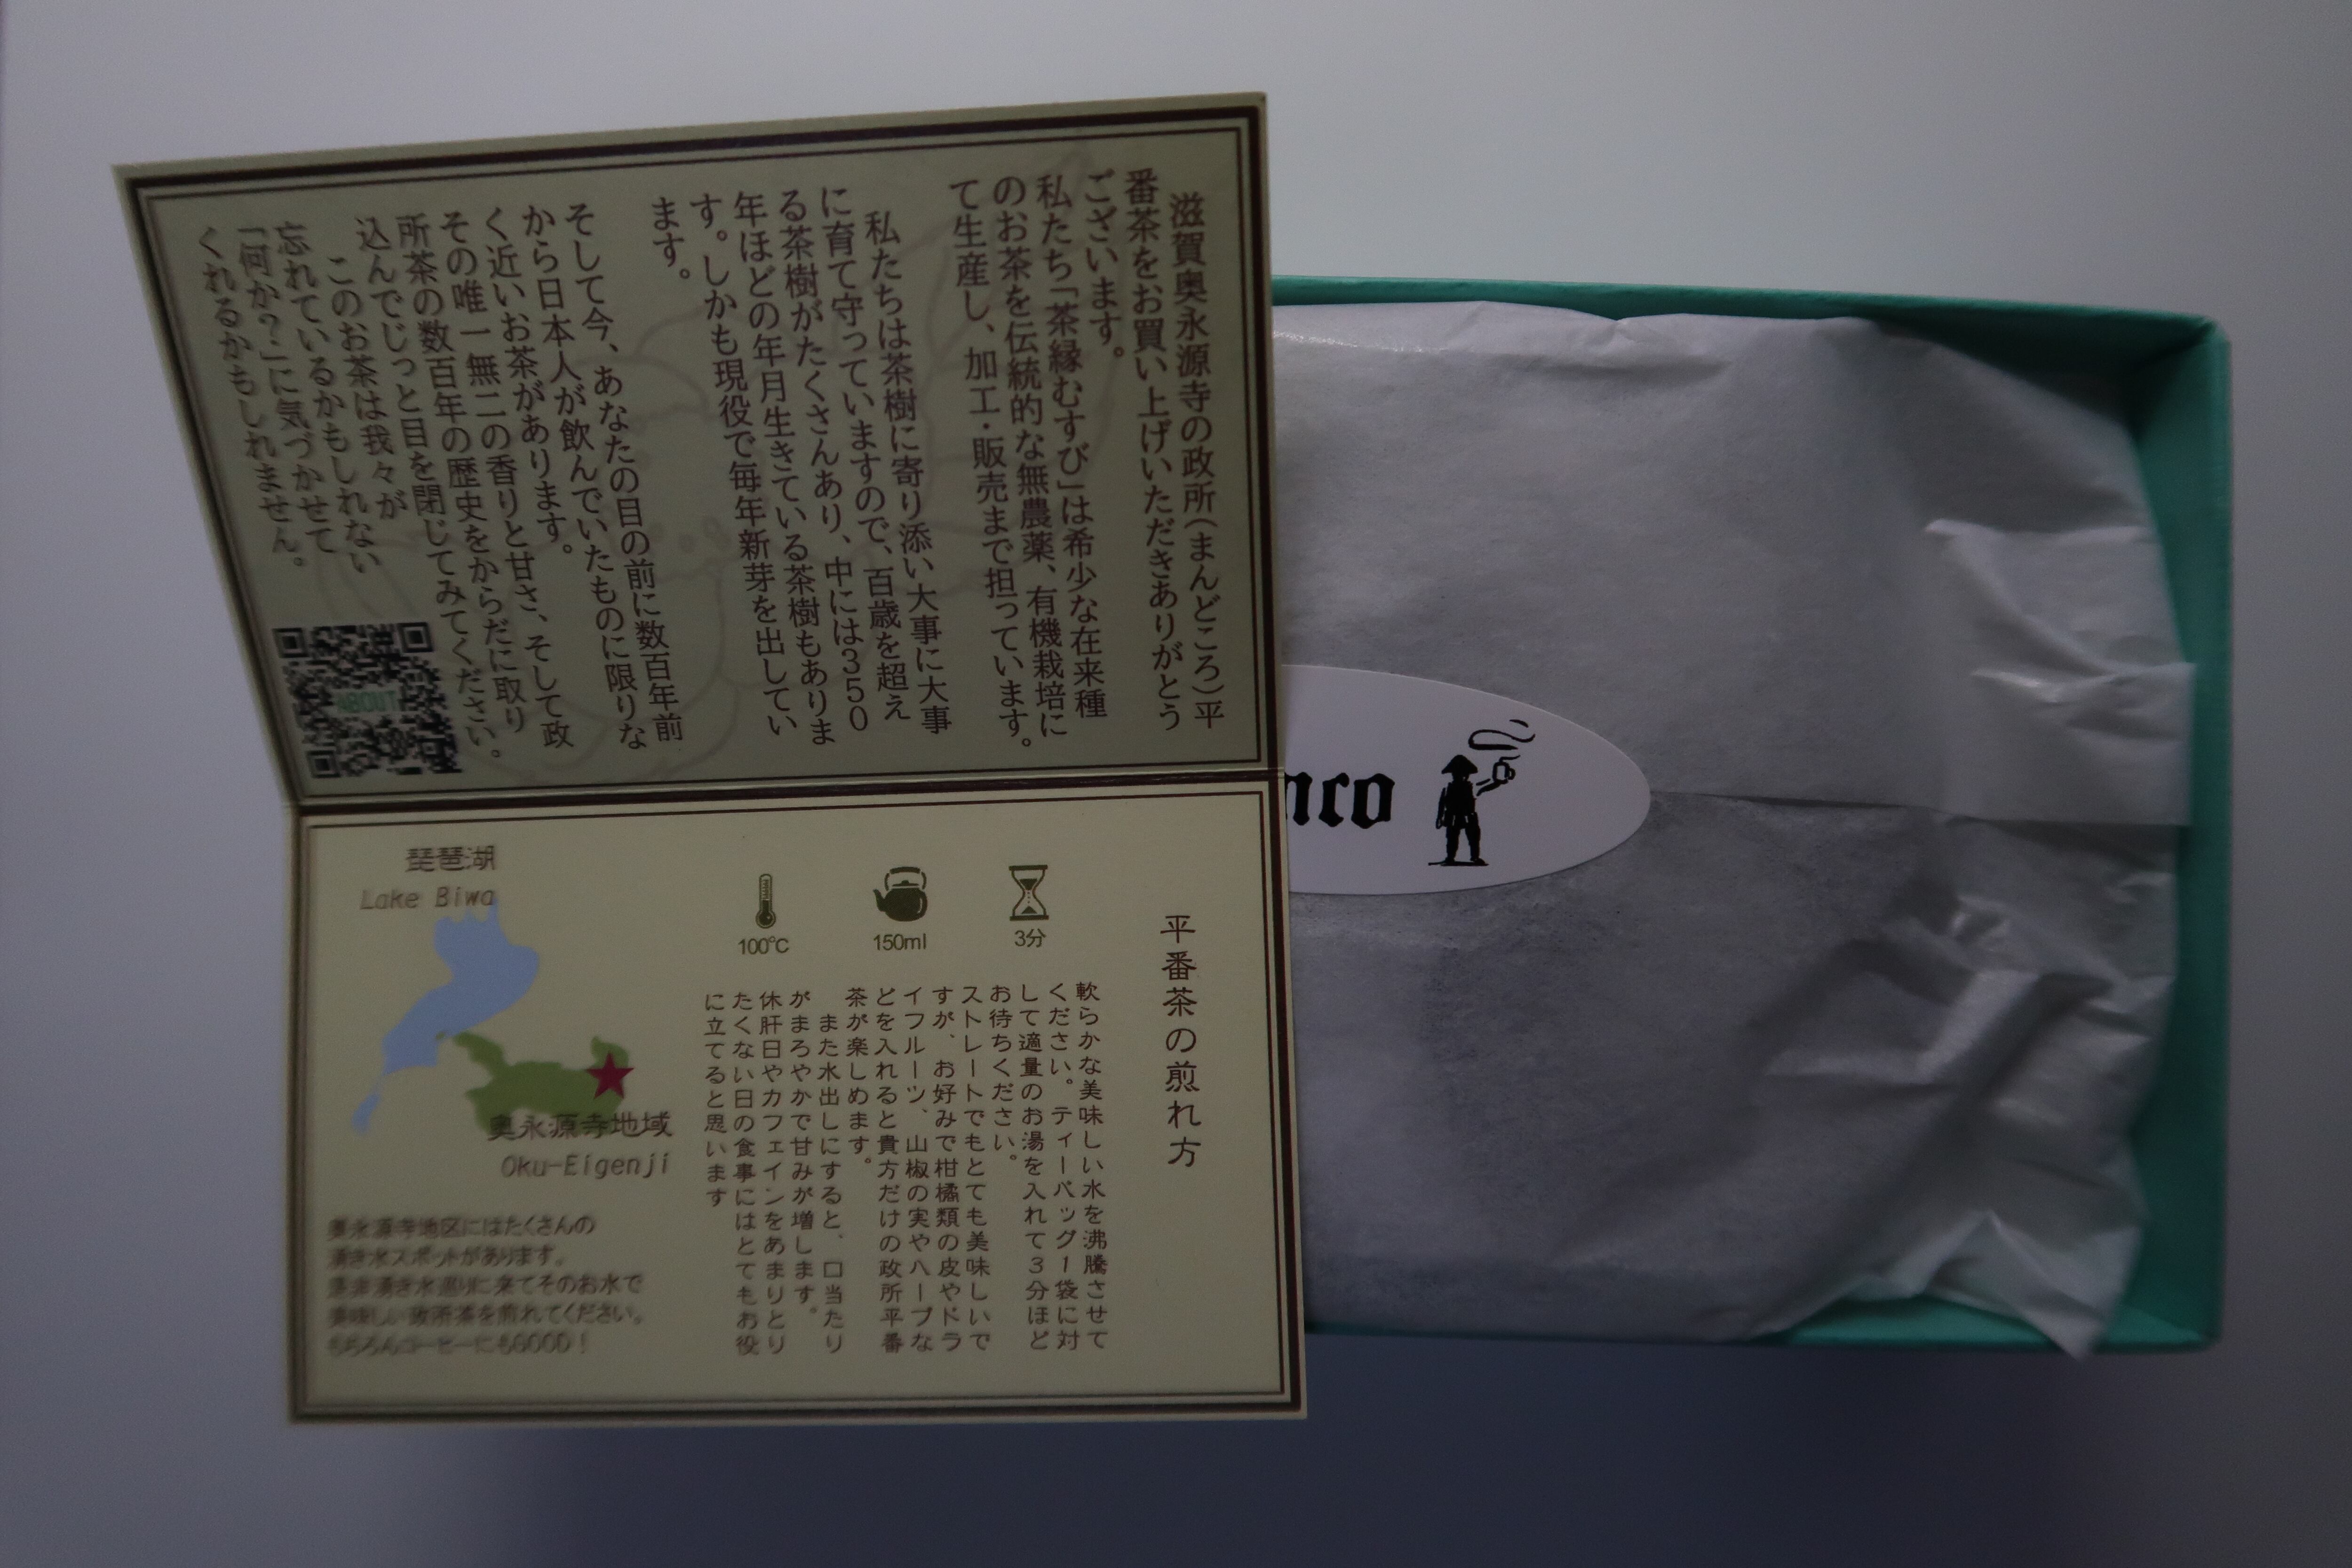 滋賀奥永源寺の政所(まんどころ)平
番茶をお買い上げいただきありがとう
ございます。
私たち「茶縁むすび」は希少な在来種
のお茶を伝統的な無農薬、有機栽培に
て生産し、加工・販売まで担っています。
私たちは茶樹に寄り添い大事に大事
に育て守っていますので、百歳を超え
る茶樹がたくさんあり、中には350
年ほどの年月生きている茶樹もありま
す。しかも現役で毎年新芽を出してい
ます。
そして今、あなたの目の前に数百年前
から日本人が飲んでいたものに限りな
く近いお茶があります。
その唯一無二の香りと甘さ、そして政
所茶の数百年の歴史をからだに取り
込んでじっと目を閉じてみてください。
このお茶は我々が
忘れているかもしれない
「何か?」に気づかせて
くれるかもしれません。
ABOUT
平番茶の煎れ方
3分
150ml
100℃
軟らかな美味しい水を沸騰させて
ください。ティーバッグ1袋に対
して適量のお湯を入れて3分ほど
お待ちください。
ストレートでもとても美味しいで
すが、お好みで柑橘類の皮やドラ
イフルーツ、山椒の実やハーブな
どを入れると貴方だけの政所平番
茶が楽しめます。
また水出しにすると、口当たり
がまろやかで甘みが増します。
休肝日やカフェインをあまりとり
たくない日の食事にはとてもお役
に立てると思います
琵琶湖
Lake Biwa
奥永源寺地域
Oku-Eigenji
奥永源寺地区にはたくさんの
湧き水スポットがあります。
是非湧き水巡りに来てそのお水で
美味しい政所茶を煎れてください。
もちろんコーヒーにもGOOD!
nco